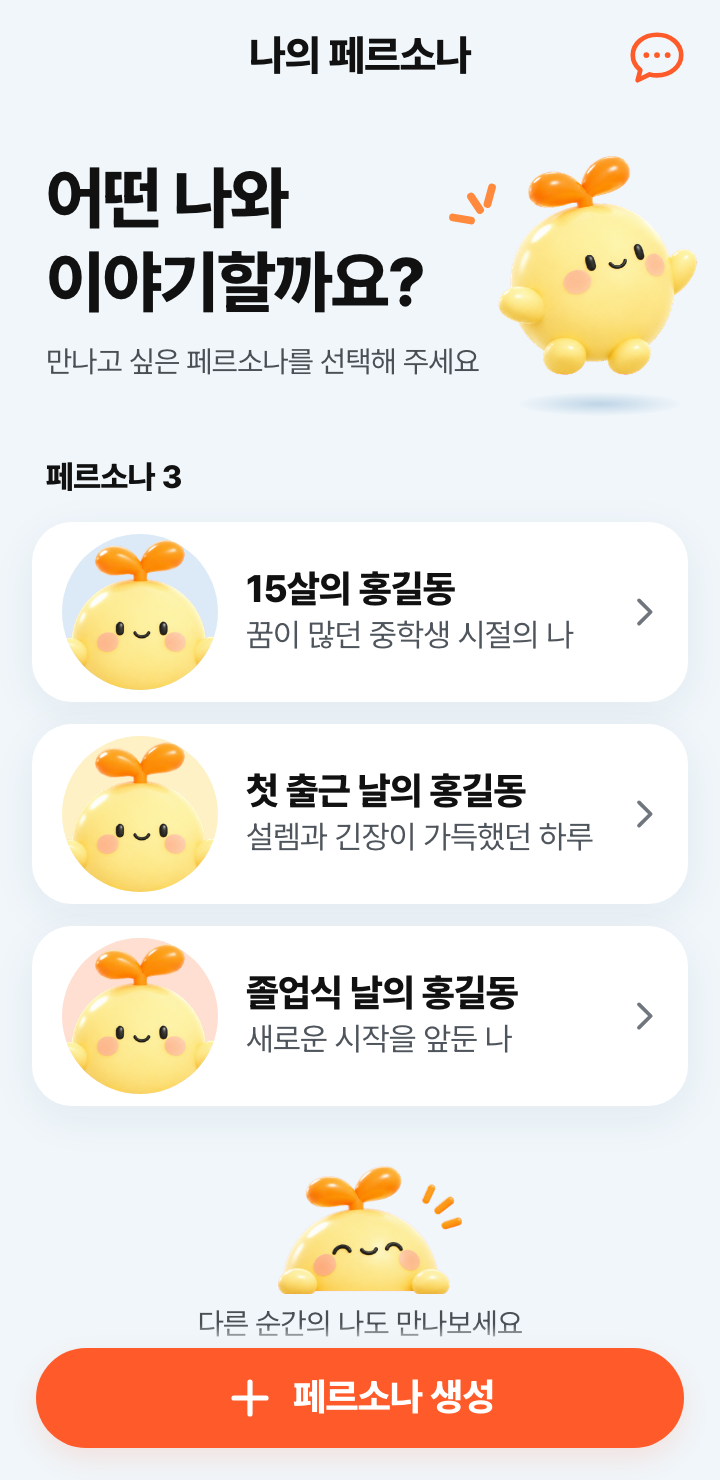 나의 페르소나
어떤 나와
이야기할까요?
만나고 싶은 페르소나를 선택해 주세요
페르소나 3
15살의 홍길동
꿈이 많던 중학생 시절의 나
첫 출근 날의 홍길동
설렘과 긴장이 가득했던 하루
졸업식 날의 홍길동
새로운 시작을 앞둔 나
다른 순간의 나도 만나보세요
페르소나 생성